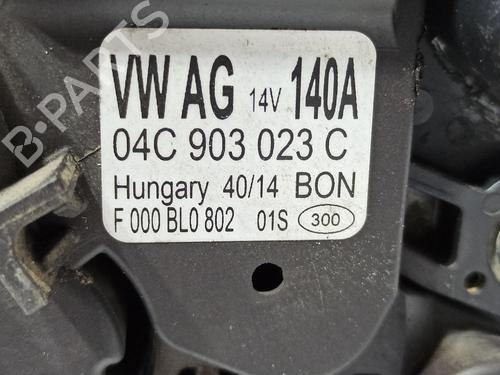 VW AG 14V 140A
04C 903 023 C
Hungary 40/14 BON
F 000 BL0 802 01S 300
B-PARTS